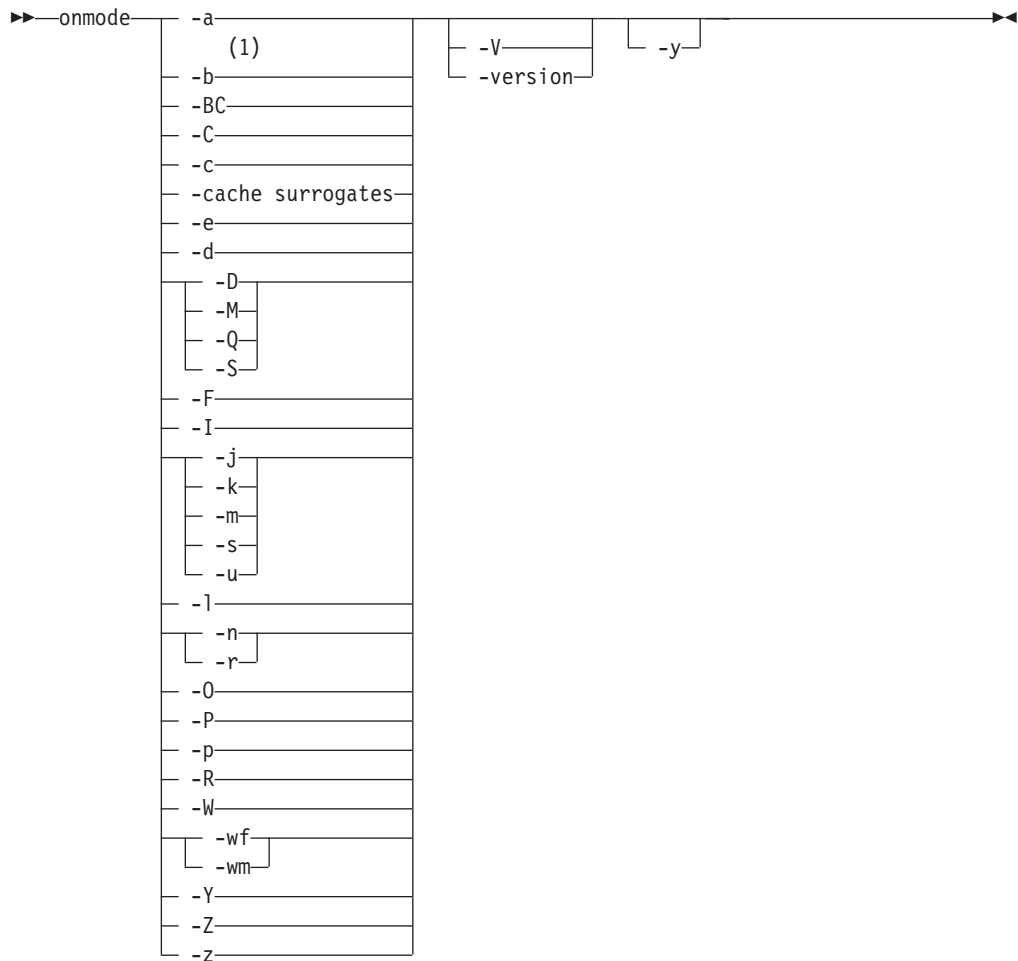 onmode -a
(1)
-b
-BC
-C
-c
-cache surrogates
-e
-d
-D
-M
-Q
-S
-F
-I
-j
-k
-m
-s
-u
-l
-n
-r
-O
-P
-p
-R
-W
-wf
-wm
-Y
-Z
-z
-V
-version
-y